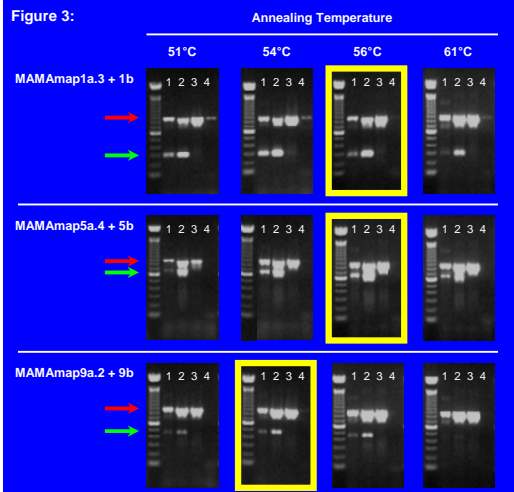 Figure 3:
Annealing Temperature
51°C 54°C 56°C 61°C
MAMAmap1a.3 + 1b
1 2 3 4 1 2 3 4 1 2 3 4 1 2 3 4
MAMAmap5a.4 + 5b
1 2 3 4 1 2 3 4 1 2 3 4 1 2 3 4
MAMAmap9a.2 + 9b
1 2 3 4 1 2 3 4 1 2 3 4 1 2 3 4